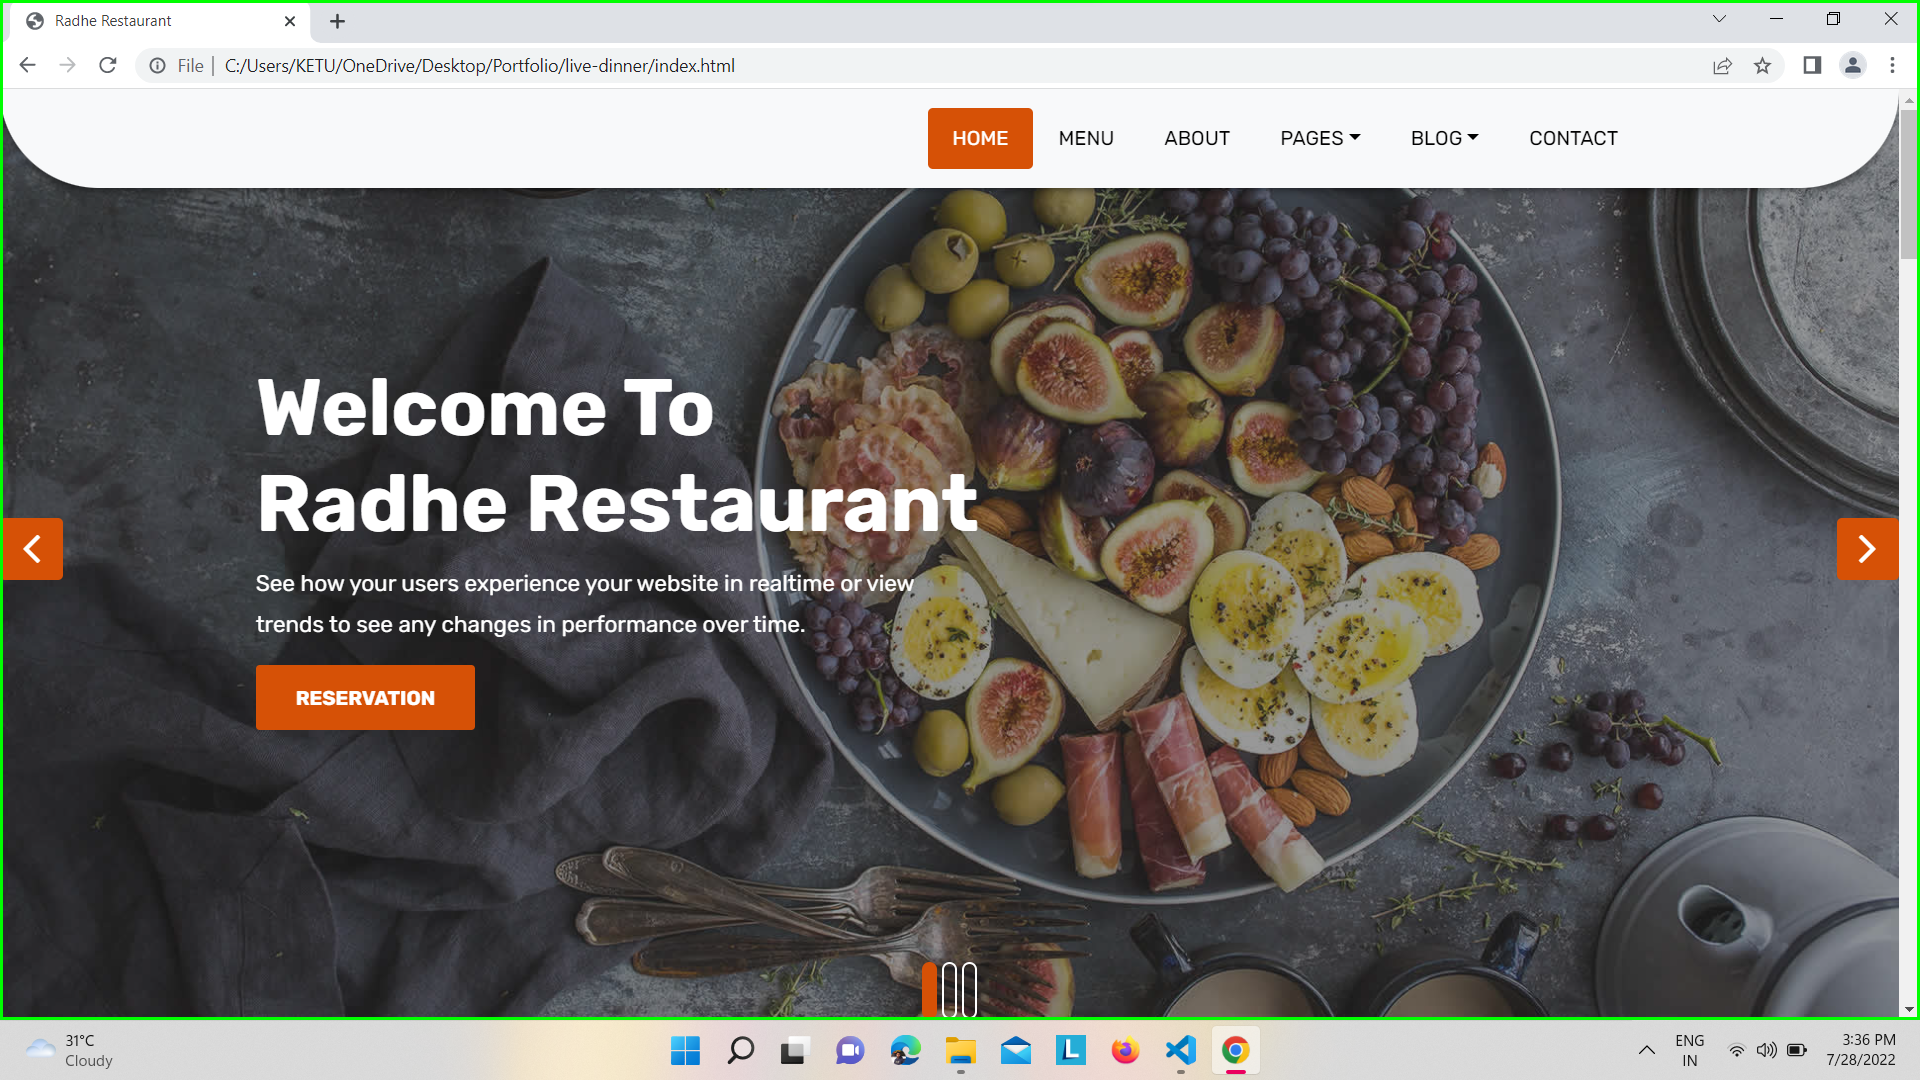 Radhe Restaurant
File | C:/Users/KETU/OneDrive/Desktop/Portfolio/live-dinner/index.html
HOME MENU ABOUT PAGES BLOG CONTACT
Welcome To
Radhe Restaurant
See how your users experience your website in realtime or view
trends to see any changes in performance over time.
RESERVATION
31°C
Cloudy
L
ENG
IN
3:36 PM
7/28/2022